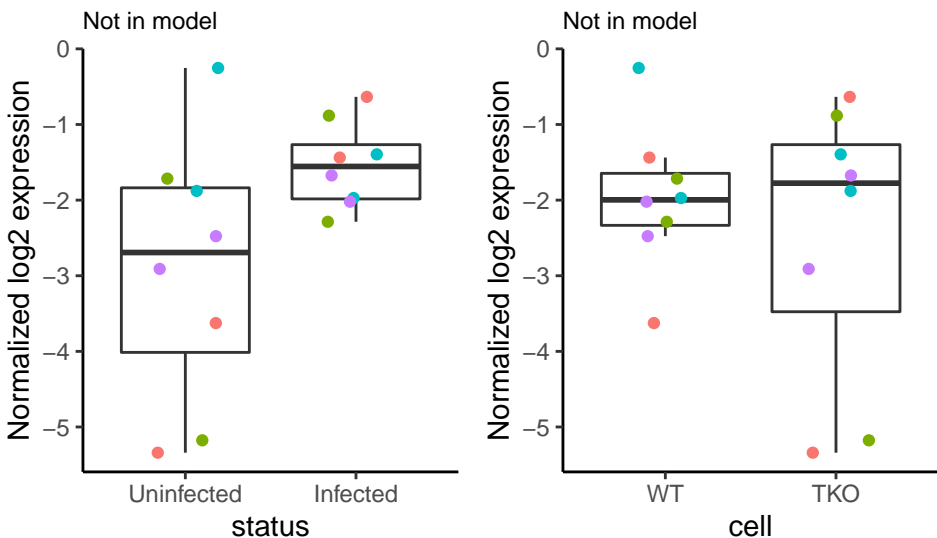 Not in model
Normalized log2 expression
0
−1
−2
−3
−4
−5
Uninfected Infected
status
Not in model
Normalized log2 expression
0
−1
−2
−3
−4
−5
WT TKO
cell